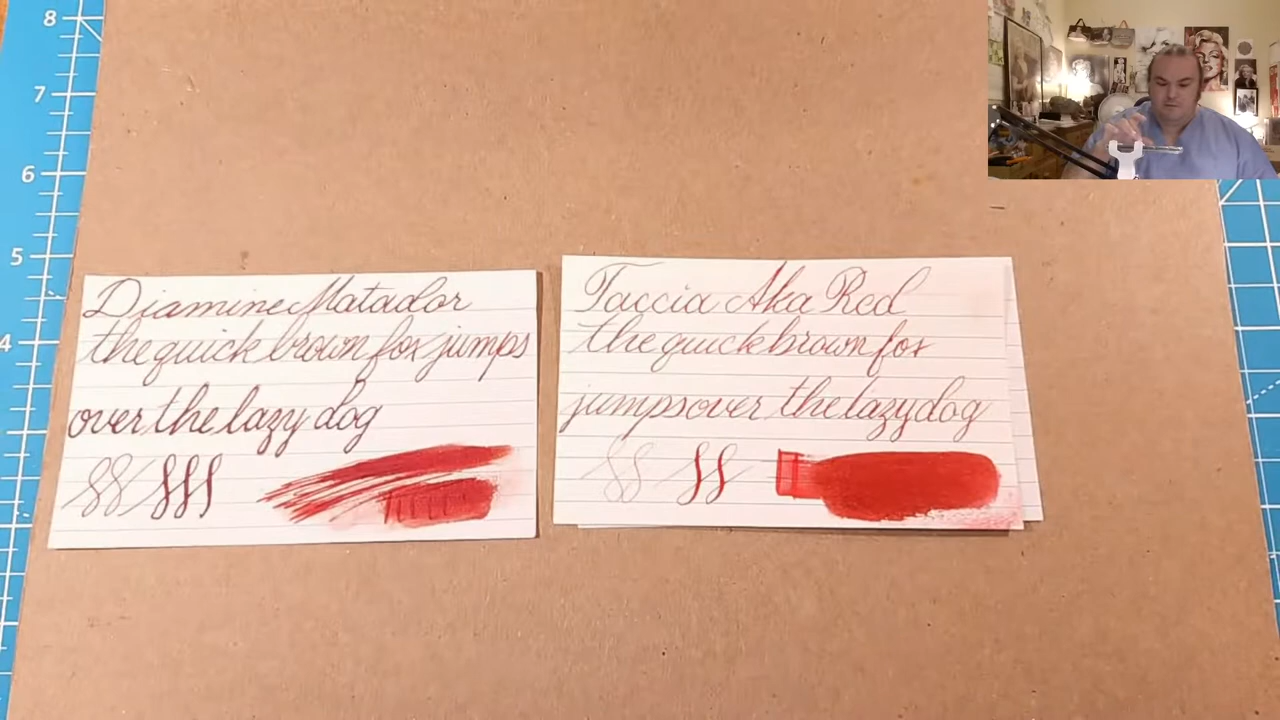 8
7
6
5
4
Diamine Matador
the quick brown fox jumps
over the lazy dog
Taccia Aka Red
the quick brown fox
jumps over the lazy dog